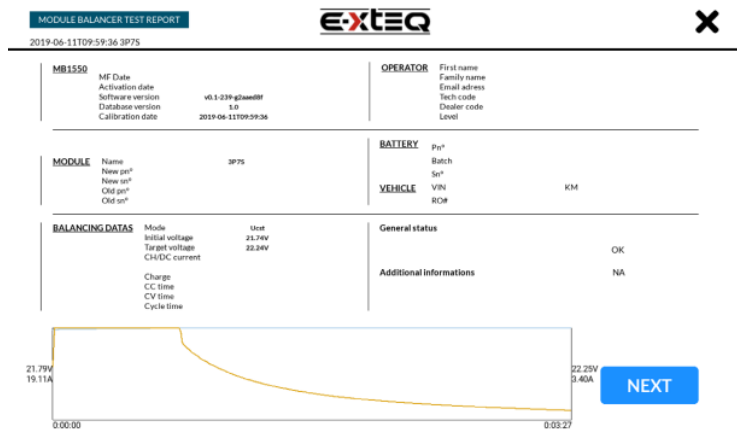 MODULE BALANCER TEST REPORT
E-XTEQ
2019-06-11T09:59:36 3P7S
MB1550
MF Date
Activation date
Software version v0.1-239-g2aaed8f
Database version 1.0
Calibration date 2019-06-11T09:59:36
OPERATOR First name
Family name
Email adress
Tech code
Dealer code
Level
MODULE Name 3P7S
New pn°
New sn°
Old pn°
Old sn°
BATTERY Pn°
Batch
Sn°
VEHICLE VIN KM
RO#
BALANCING DATAS Mode Ucst
Initial voltage 21.74V
Target voltage 22.24V
CH/DC current
Charge
CC time
CV time
Cycle time
General status
OK
Additional informations NA
21.79V
19.11A
22.25V
3.40A
0:00:00 0:03:27
NEXT